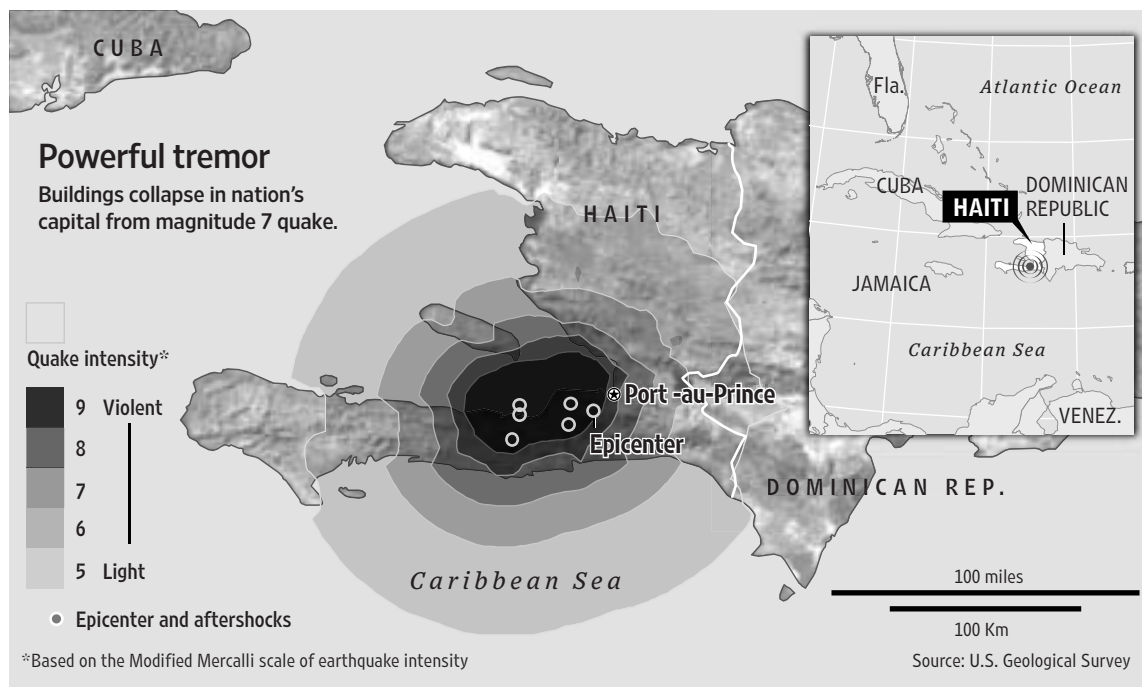 CUBA
Powerful tremor
Buildings collapse in nation's
capital from magnitude 7 quake.
HAITI
Quake intensity*
9 Violent
8
7
6
5 Light
Epicenter and aftershocks
*Based on the Modified Mercalli scale of earthquake intensity
Port -au-Prince
Epicenter
DOMINICAN REP.
Caribbean Sea
100 miles
100 Km
Source: U.S. Geological Survey
Fla.
Atlantic Ocean
CUBA
DOMINICAN
REPUBLIC
HAITI
JAMAICA
Caribbean Sea
VENEZ.